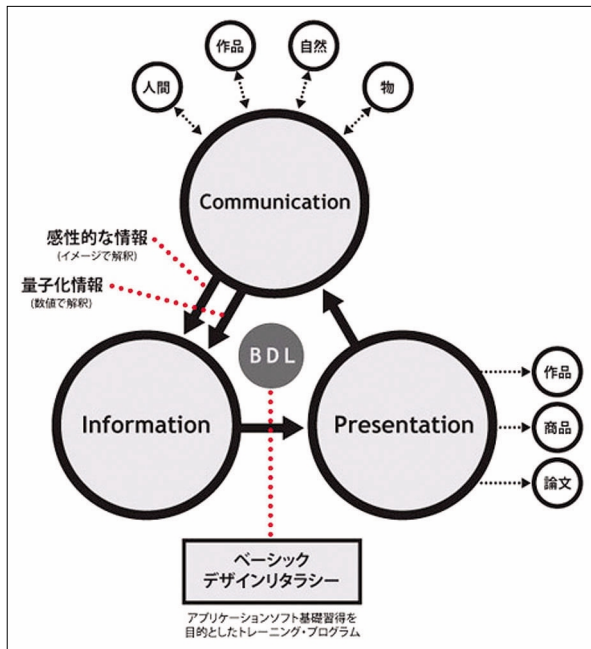 作品
自然
人間
物
Communication
感性的な情報
(イメージで解釈)
量子化情報
(数値で解釈)
BDL
Information
Presentation
作品
商品
論文
ベーシック
デザインリタラシー
アプリケーションソフト基礎習得を
目的としたトレーニング・プログラム